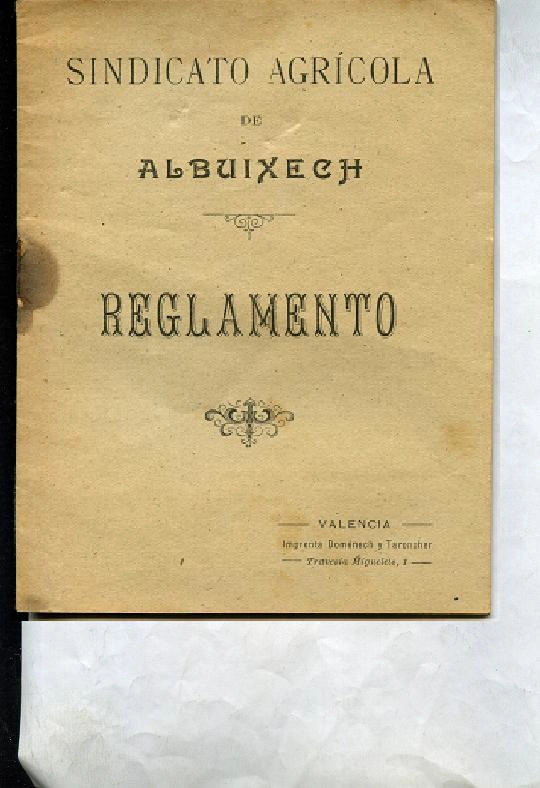 SINDICATO AGRÍCOLA
DE
ALBUIXECH
REGLAMENTO
VALENCIA
Imprenta Doménech y Taroncher
Travesía Miguelete, 1